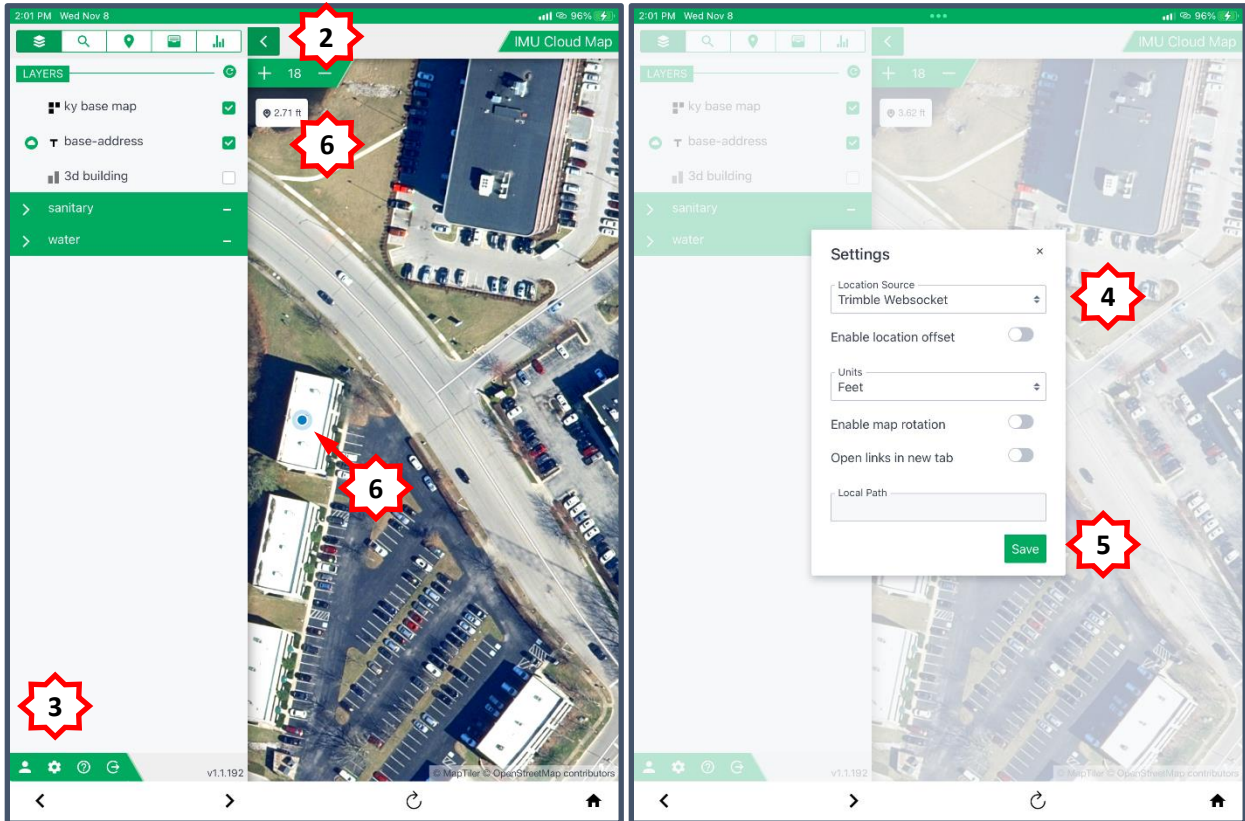 2:01 PM Wed Nov 8
96%
2
IMU Cloud Map
LAYERS
+ 18 −
ky base map
2.71 ft
base-address
6
3d building
sanitary
water
6
3
v1.1.192
© MapTiler © OpenStreetMap contributors
2:01 PM Wed Nov 8
96%
IMU Cloud Map
LAYERS
+ 18 −
ky base map
3.62 ft
base-address
3d building
sanitary
water
Settings ×
Location Source
Trimble Websocket
4
Enable location offset
Units
Feet
Enable map rotation
Open links in new tab
Local Path
Save
5
v1.1.192
© MapTiler © OpenStreetMap contributors